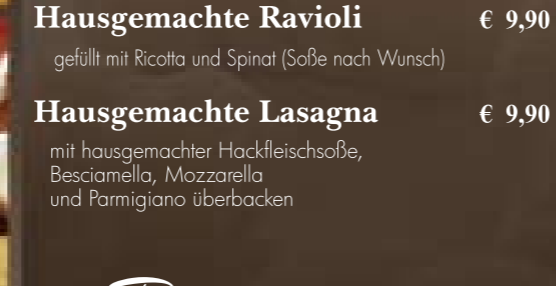 Hausgemachte Ravioli € 9,90
gefüllt mit Ricotta und Spinat (Soße nach Wunsch)
Hausgemachte Lasagna € 9,90
mit hausgemachter Hackfleischsoße,
Besciamella, Mozzarella
und Parmigiano überbacken